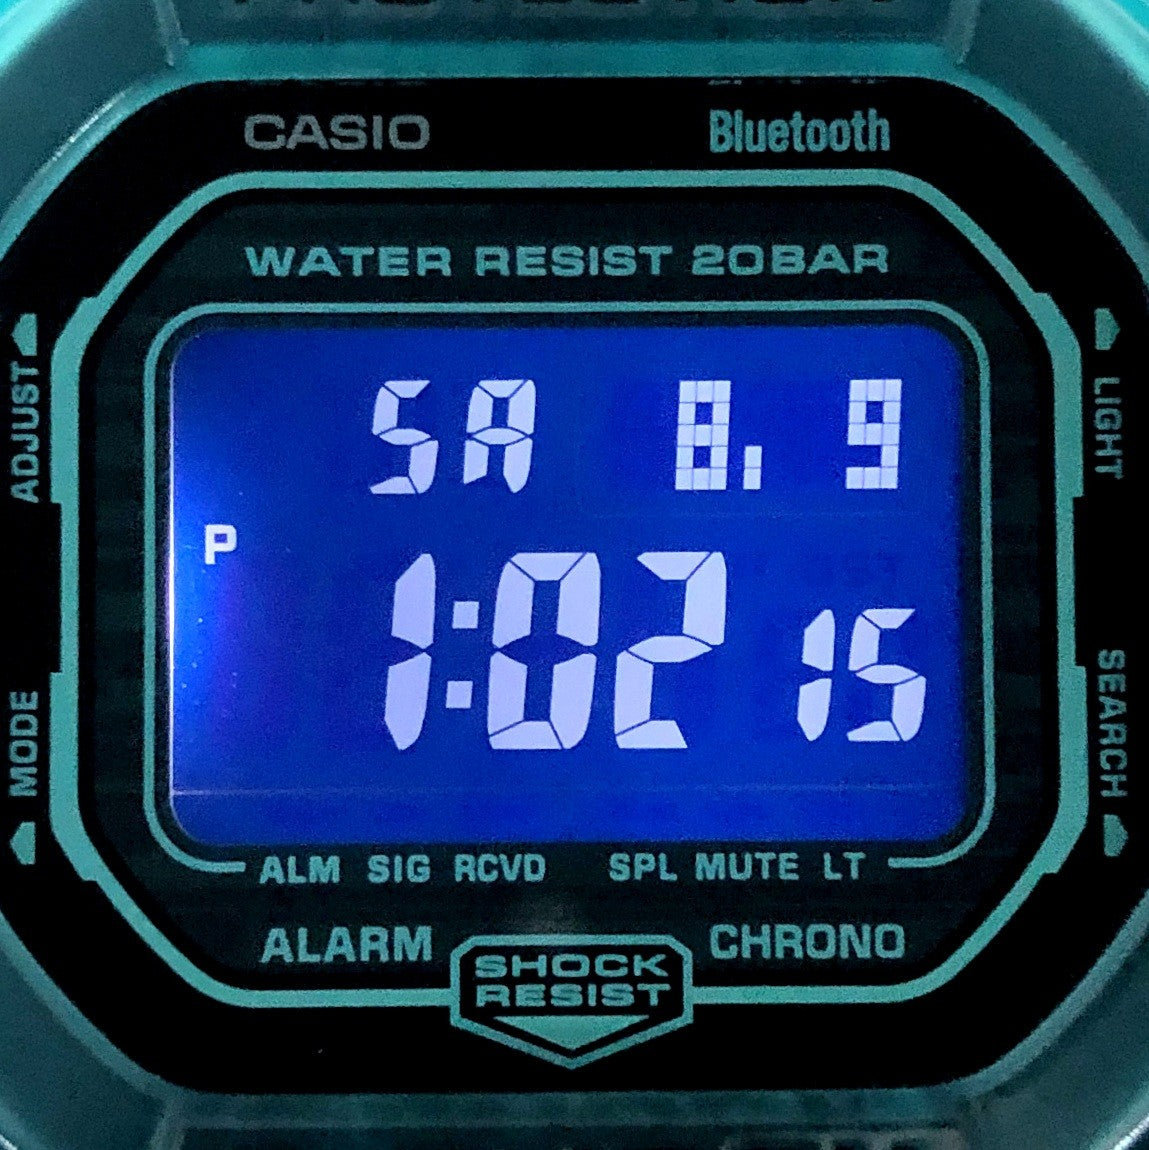 PROTECTION
CASIO Bluetooth
WATER RESIST 20BAR
ADJUST
LIGHT
SA 8. 9
P
1:02 15
MODE
SEARCH
ALM SIG RCVD SPL MUTE LT
ALARM CHRONO
SHOCK
RESIST